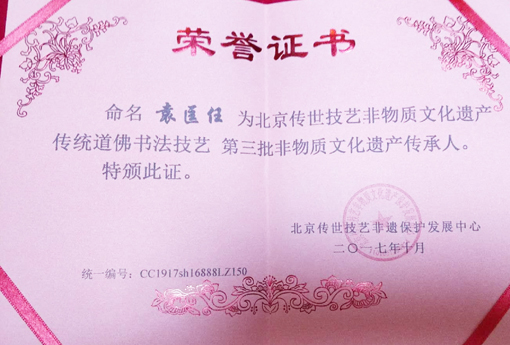 荣誉证书
命名 袁匡任 为北京传世技艺非物质文化遗产
传统道佛书法技艺 第三批非物质文化遗产传承人。
特颁此证。
北京传世技艺非遗保护发展中心
二〇一七年十月
统一编号：CC1917sh16888LZ150